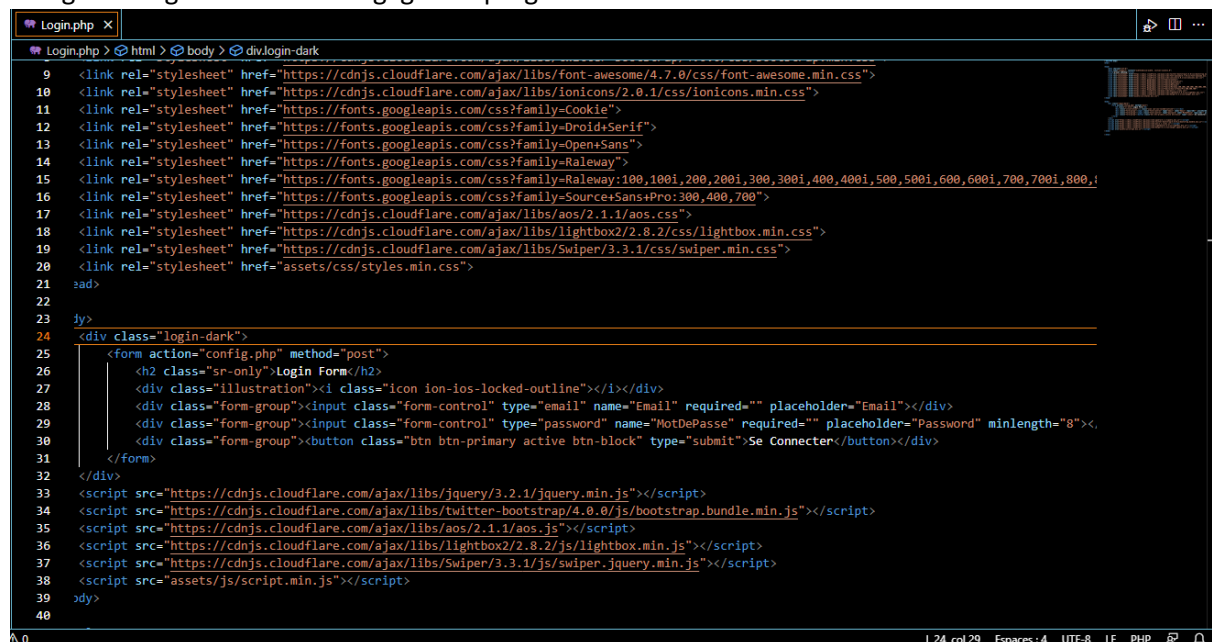 Login.php
Login.php > html > body > div.login-dark
9 <link rel="stylesheet" href="https://cdnjs.cloudflare.com/ajax/libs/font-awesome/4.7.0/css/font-awesome.min.css">
10 <link rel="stylesheet" href="https://cdnjs.cloudflare.com/ajax/libs/ionicons/2.0.1/css/ionicons.min.css">
11 <link rel="stylesheet" href="https://fonts.googleapis.com/css?family=Cookie">
12 <link rel="stylesheet" href="https://fonts.googleapis.com/css?family=Droid+Serif">
13 <link rel="stylesheet" href="https://fonts.googleapis.com/css?family=Open+Sans">
14 <link rel="stylesheet" href="https://fonts.googleapis.com/css?family=Raleway">
15 <link rel="stylesheet" href="https://fonts.googleapis.com/css?family=Raleway:100,100i,200,200i,300,300i,400,400i,500,500i,600,600i,700,700i,800,
16 <link rel="stylesheet" href="https://fonts.googleapis.com/css?family=Source+Sans+Pro:300,400,700">
17 <link rel="stylesheet" href="https://cdnjs.cloudflare.com/ajax/libs/aos/2.1.1/aos.css">
18 <link rel="stylesheet" href="https://cdnjs.cloudflare.com/ajax/libs/lightbox2/2.8.2/css/lightbox.min.css">
19 <link rel="stylesheet" href="https://cdnjs.cloudflare.com/ajax/libs/Swiper/3.3.1/css/swiper.min.css">
20 <link rel="stylesheet" href="assets/css/styles.min.css">
21 ead>
22
23 dy>
24 <div class="login-dark">
25 <form action="config.php" method="post">
26 <h2 class="sr-only">Login Form</h2>
27 <div class="illustration"><i class="icon ion-ios-locked-outline"></i></div>
28 <div class="form-group"><input class="form-control" type="email" name="Email" required="" placeholder="Email"></div>
29 <div class="form-group"><input class="form-control" type="password" name="MotDePasse" required="" placeholder="Password" minlength="8"><
30 <div class="form-group"><button class="btn btn-primary active btn-block" type="submit">Se Connecter</button></div>
31 </form>
32 </div>
33 <script src="https://cdnjs.cloudflare.com/ajax/libs/jquery/3.2.1/jquery.min.js"></script>
34 <script src="https://cdnjs.cloudflare.com/ajax/libs/twitter-bootstrap/4.0.0/js/bootstrap.bundle.min.js"></script>
35 <script src="https://cdnjs.cloudflare.com/ajax/libs/aos/2.1.1/aos.js"></script>
36 <script src="https://cdnjs.cloudflare.com/ajax/libs/lightbox2/2.8.2/js/lightbox.min.js"></script>
37 <script src="https://cdnjs.cloudflare.com/ajax/libs/Swiper/3.3.1/js/swiper.jquery.min.js"></script>
38 <script src="assets/js/script.min.js"></script>
39 ody>
40
0 L 24, col 29 Espaces : 4 UTF-8 LF PHP